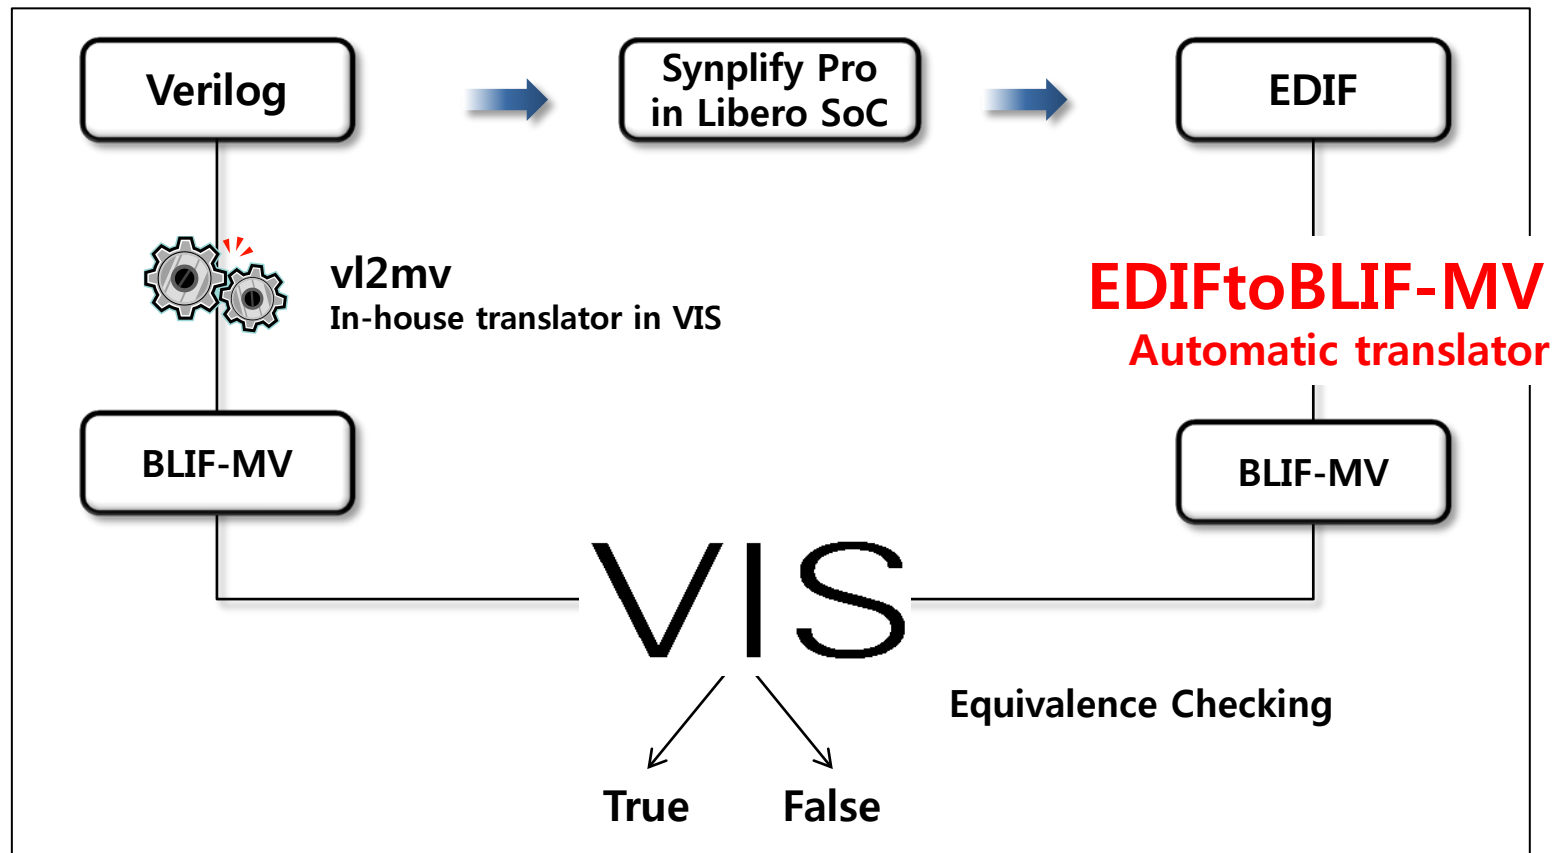 Verilog
Synplify Pro
in Libero SoC
EDIF
vl2mv
In-house translator in VIS
EDIFtoBLIF-MV
Automatic translator
BLIF-MV
BLIF-MV
VIS
Equivalence Checking
True
False